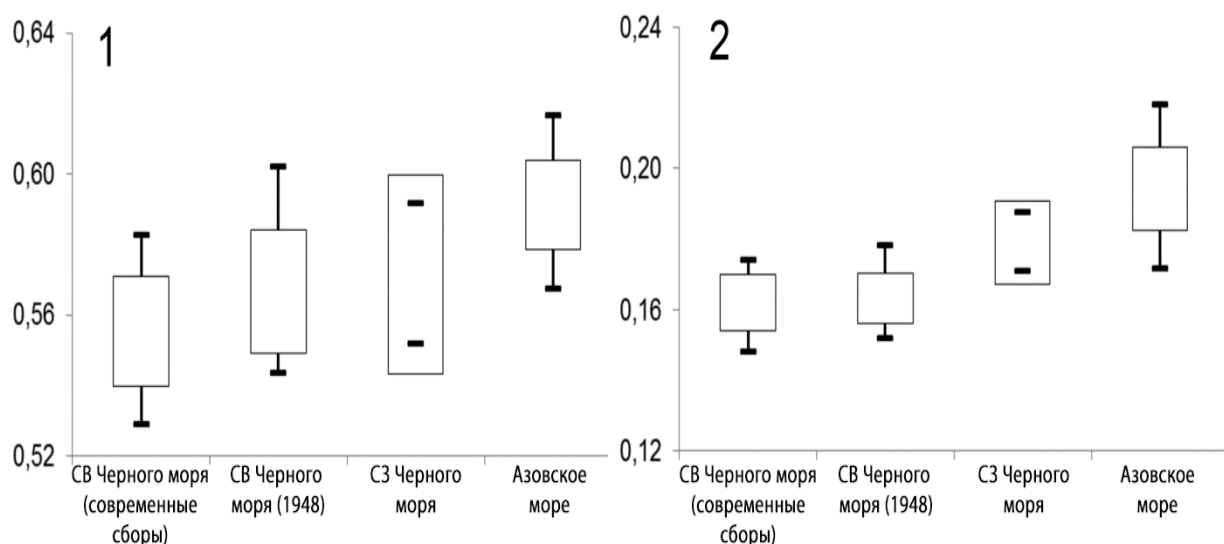 1
0,64
0,60
0,56
0,52
СВ Черного моря
(современные
сборы)
СВ Черного
моря (1948)
СЗ Черного
моря
Азовское
море
2
0,24
0,20
0,16
0,12
СВ Черного моря
(современные
сборы)
СВ Черного
моря (1948)
СЗ Черного
моря
Азовское
море